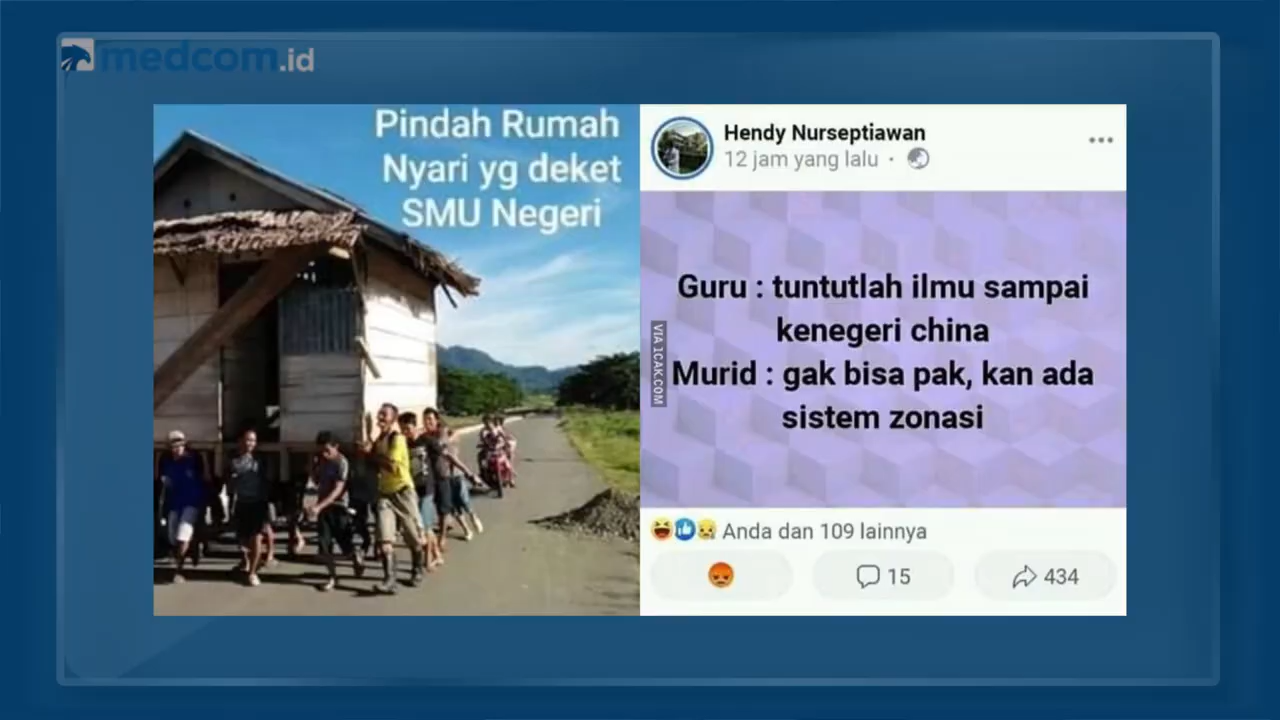 medcom.id
Pindah Rumah
Nyari yg deket
SMU Negeri
Hendy Nurseptiawan
12 jam yang lalu
Guru : tuntutlah ilmu sampai
kenegeri china
Murid : gak bisa pak, kan ada
sistem zonasi
VIA 1CAK.COM
Anda dan 109 lainnya
15
434